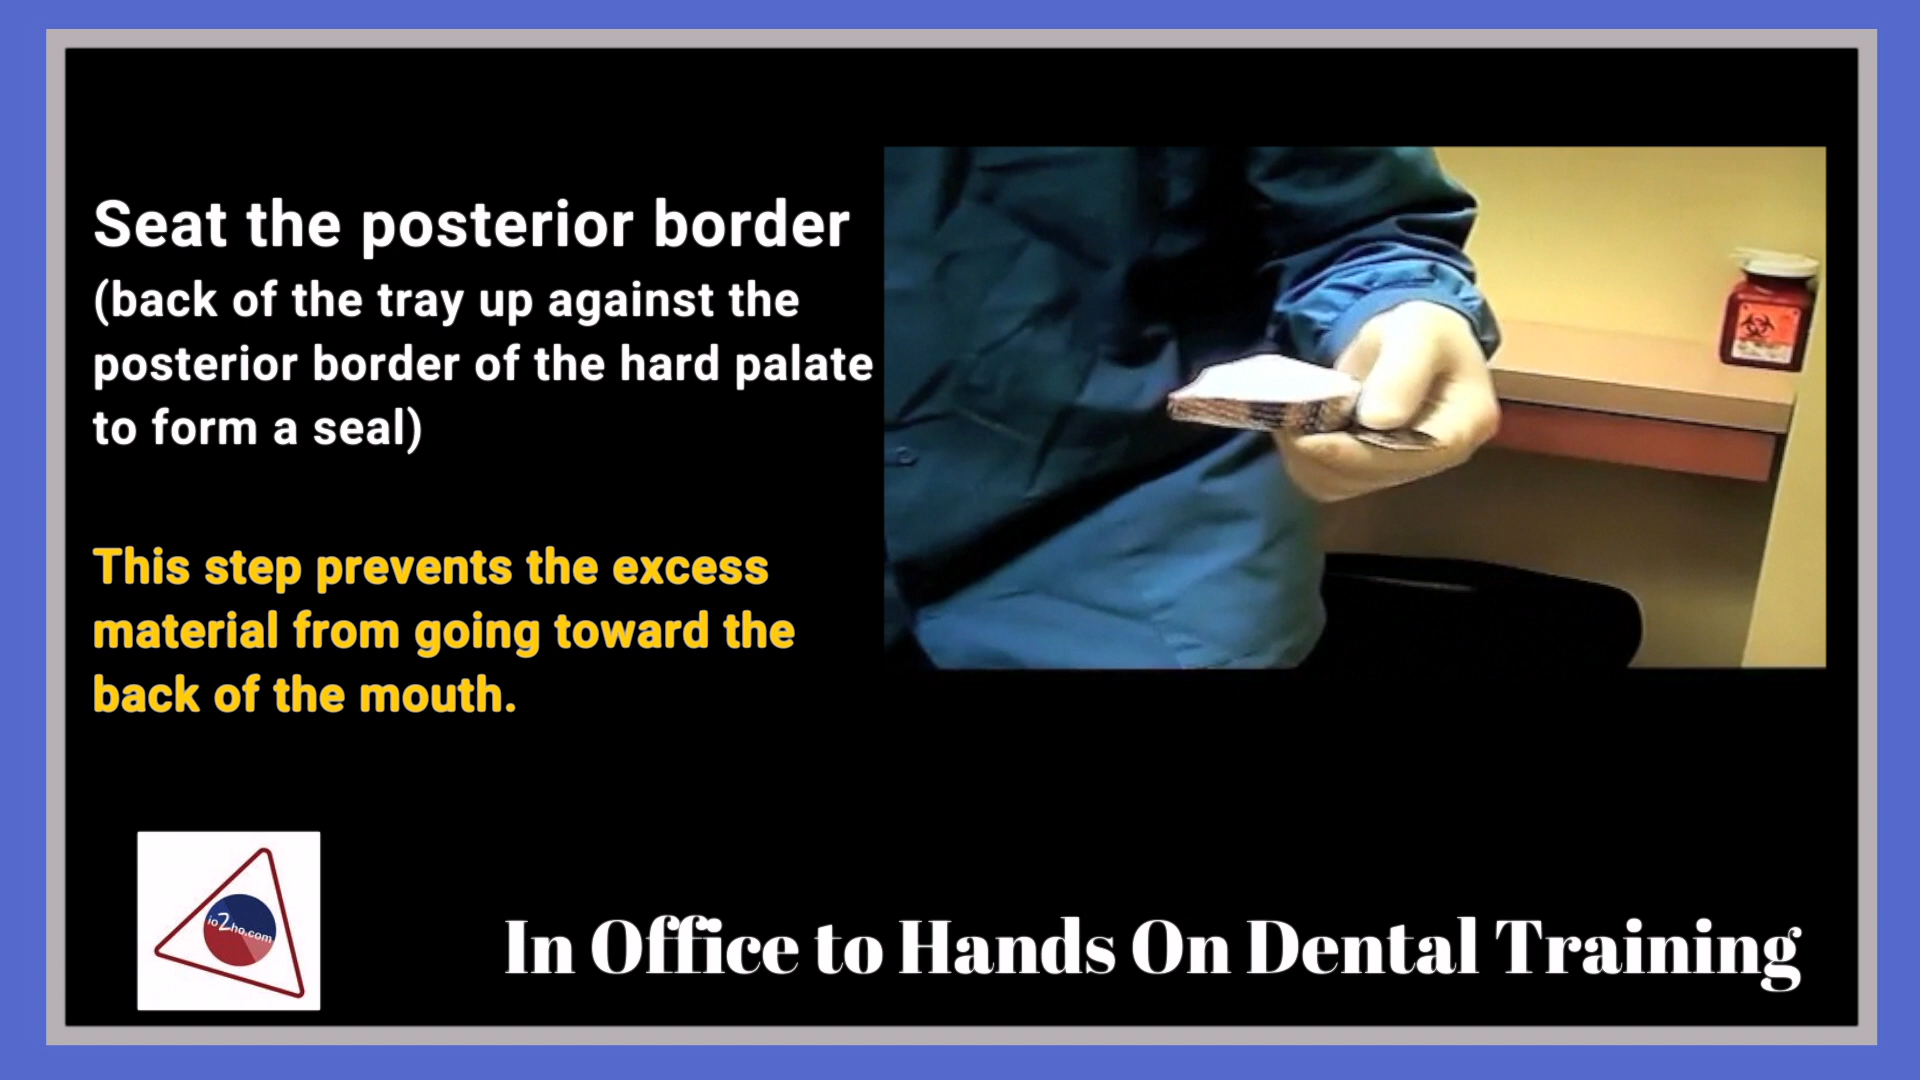 Seat the posterior border
(back of the tray up against the
posterior border of the hard palate
to form a seal)
This step prevents the excess
material from going toward the
back of the mouth.
io2ho.com
In Office to Hands On Dental Training